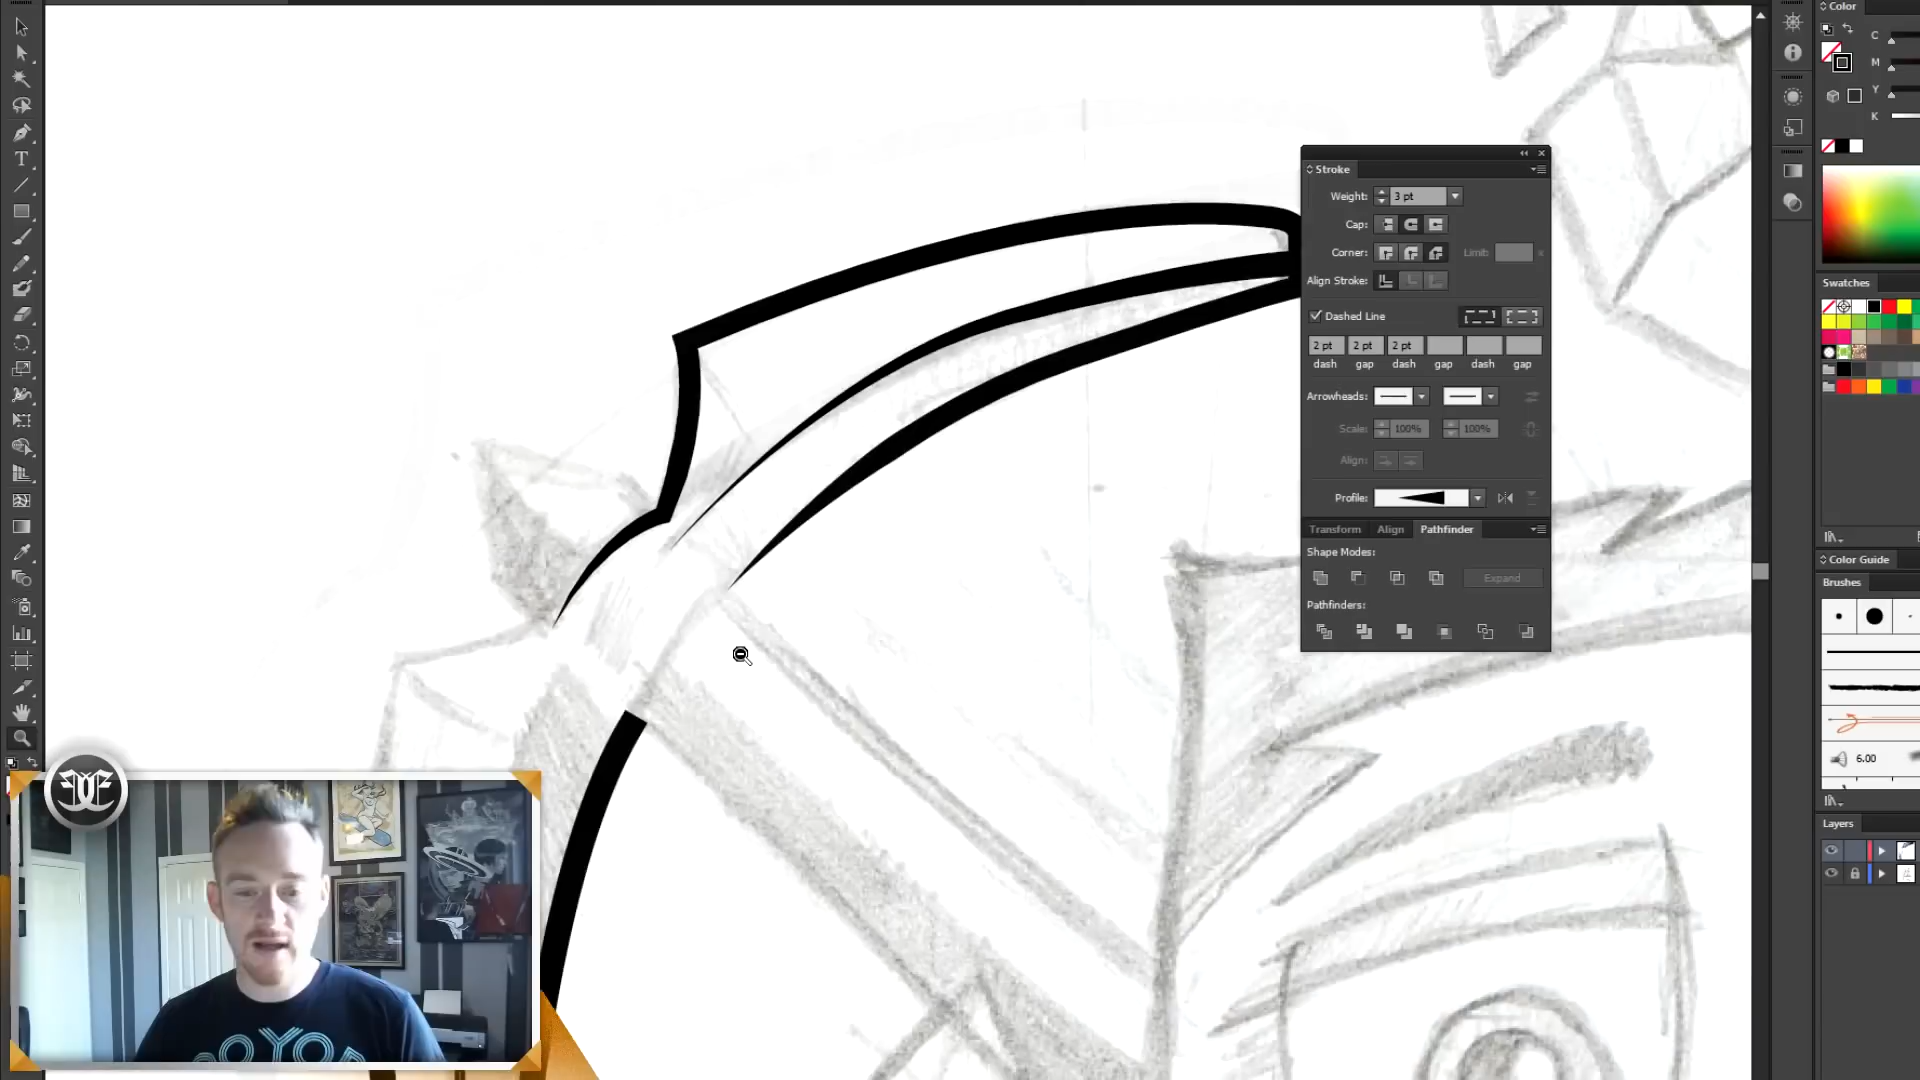 Color
C
M
Y
K
Stroke
Weight: 3 pt
Cap:
Corner: Limit: x
Align Stroke:
Dashed Line
2 pt 2 pt 2 pt
dash gap dash gap dash gap
Arrowheads:
Scale: 100% 100%
Align:
Profile:
Transform Align Pathfinder
Shape Modes:
Expand
Pathfinders:
Swatches
Color Guide
Brushes
6.00
Layers
T
OYO